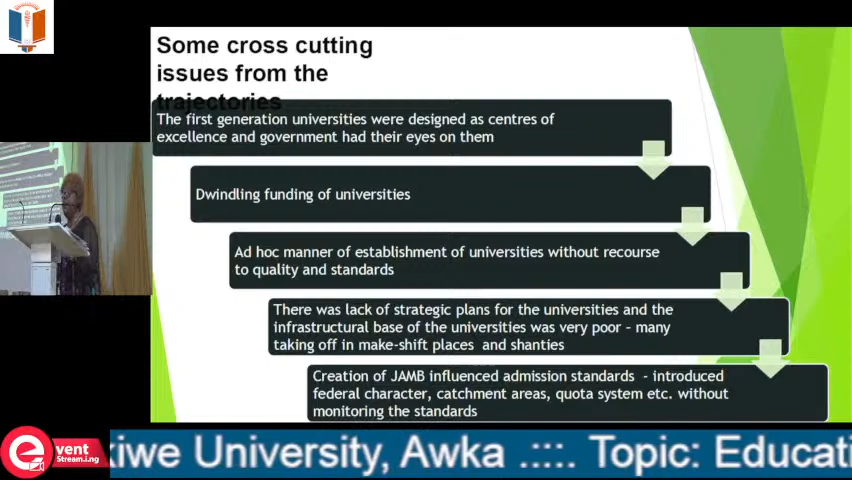 Some cross cutting
issues from the
trajectories
The first generation universities were designed as centres of
excellence and government had their eyes on them
Dwindling funding of universities
Ad hoc manner of establishment of universities without recourse
to quality and standards
There was lack of strategic plans for the universities and the
infrastructural base of the universities was very poor – many
taking off in make-shift places and shanties
Creation of JAMB influenced admission standards - introduced
federal character, catchment areas, quota system etc. without
monitoring the standards
event
Stream.i.ng
kiwe University, Awka .::::. Topic: Educati